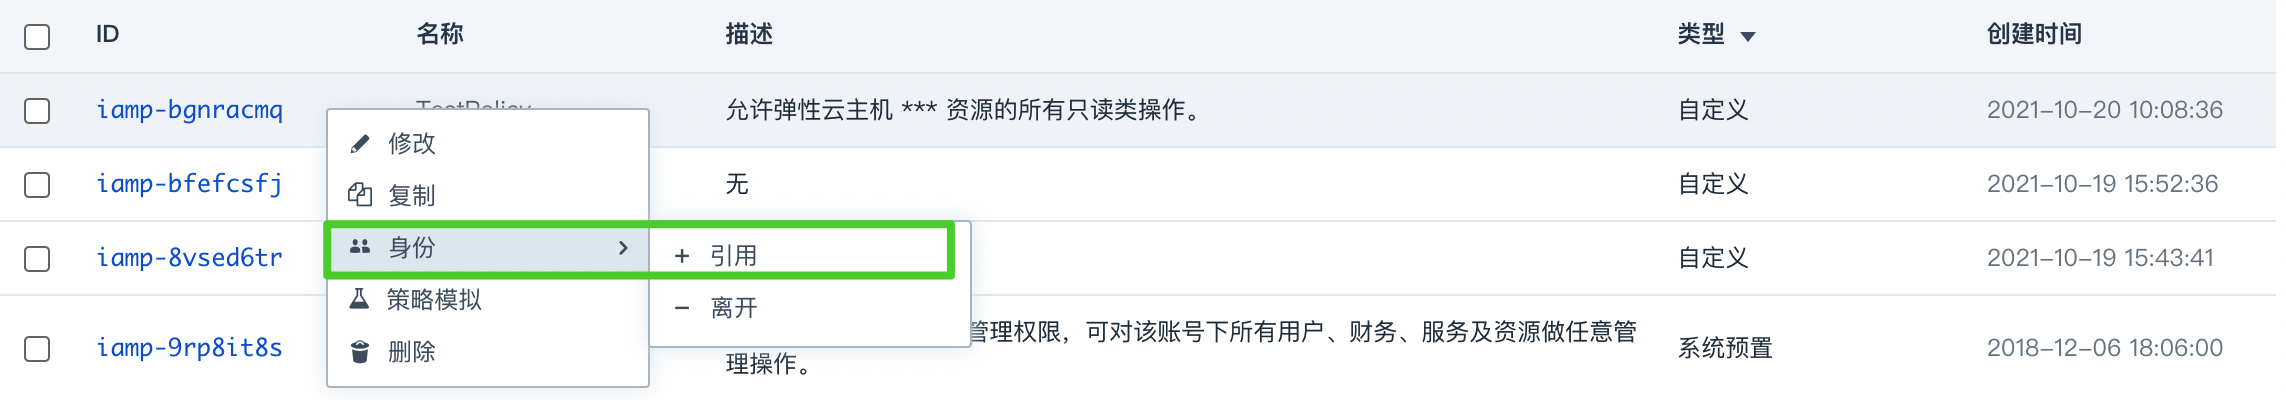 ID 名称 描述 类型 创建时间
iamp-bgnracmq TestPolicy 允许弹性云主机 *** 资源的所有只读类操作。 自定义 2021-10-20 10:08:36
修改
iamp-bfefcsfj 无 自定义 2021-10-19 15:52:36
复制
身份 引用
iamp-8vsed6tr 自定义 2021-10-19 15:43:41
策略模拟 离开
管理权限，可对该账号下所有用户、财务、服务及资源做任意管
iamp-9rp8it8s 系统预置 2018-12-06 18:06:00
删除
理操作。